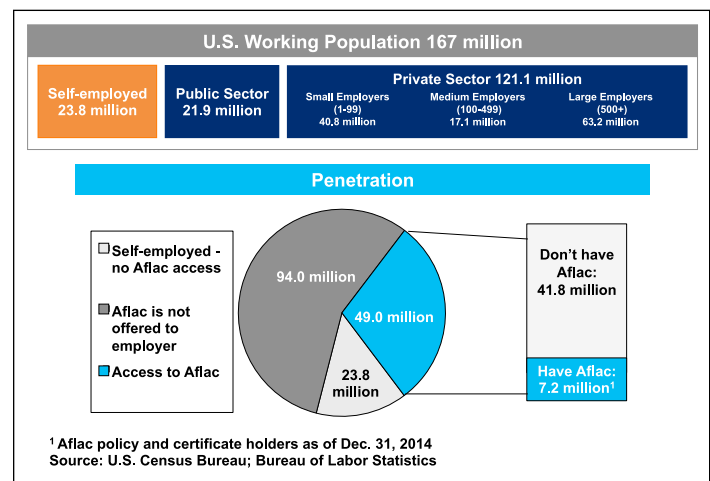 U.S. Working Population 167 million
Self-employed
23.8 million
Public Sector
21.9 million
Private Sector 121.1 million
Small Employers
(1-99)
40.8 million
Medium Employers
(100-499)
17.1 million
Large Employers
(500+)
63.2 million
Penetration
Self-employed -
no Aflac access
Aflac is not
offered to
employer
Access to Aflac
94.0 million
49.0 million
23.8
million
Don't have
Aflac:
41.8 million
Have Aflac:
7.2 million¹
¹ Aflac policy and certificate holders as of Dec. 31, 2014
Source: U.S. Census Bureau; Bureau of Labor Statistics